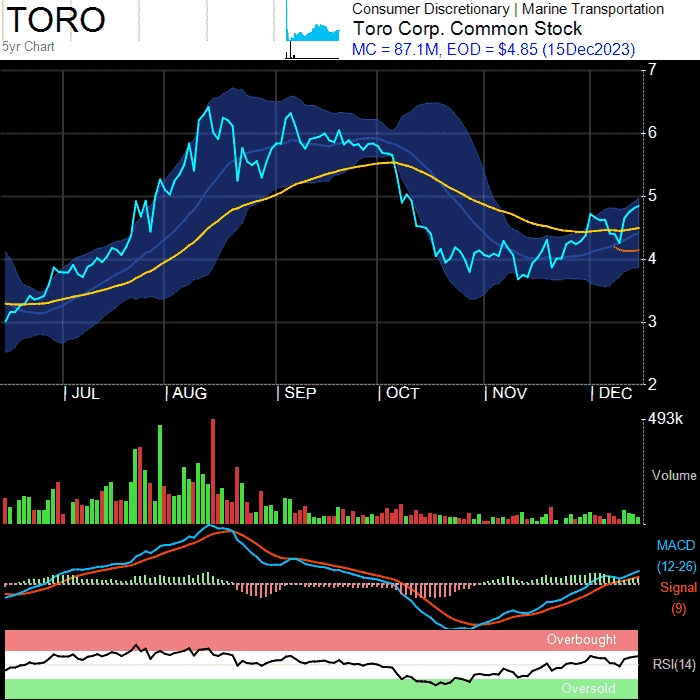 TORO
5yr Chart
Consumer Discretionary | Marine Transportation
Toro Corp. Common Stock
MC = 87.1M, EOD = $4.85 (15Dec2023)
7
6
5
4
3
2
JUL AUG SEP OCT NOV DEC
493k
Volume
MACD
(12-26)
Signal
(9)
Overbought
RSI(14)
Oversold